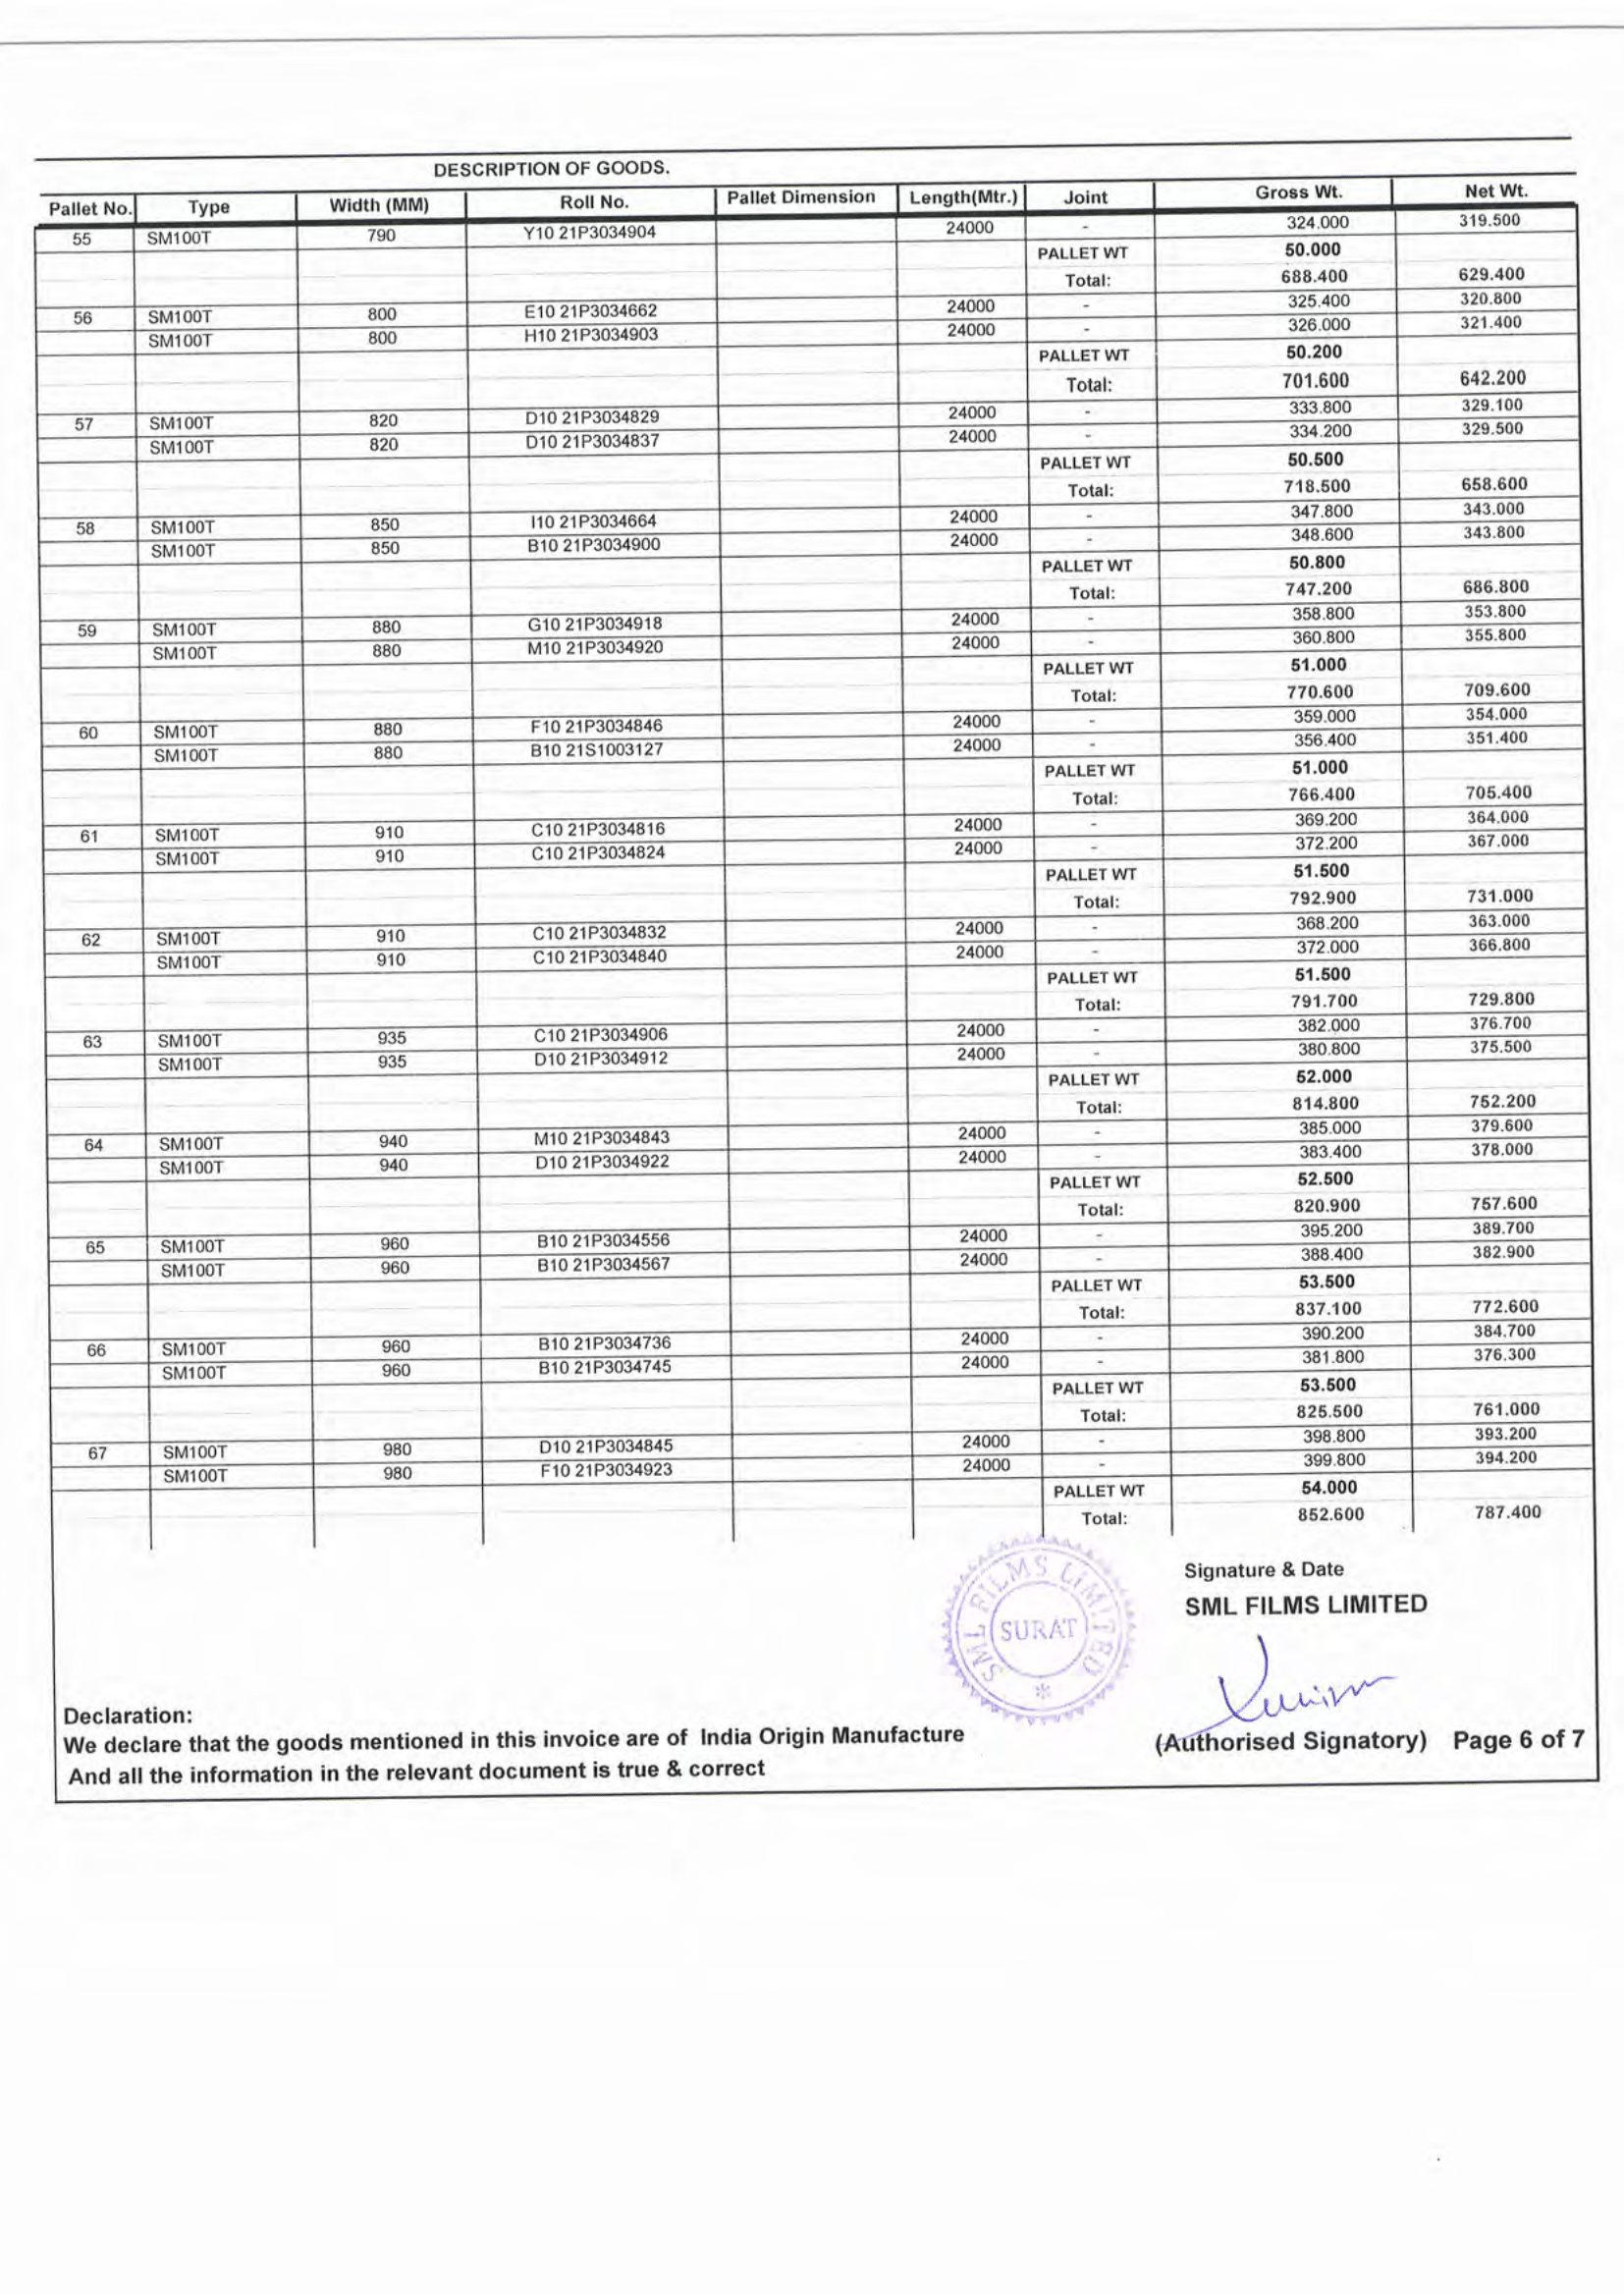 DESCRIPTION OF GOODS.
Pallet No. Type Width (MM) Roll No. Pallet Dimension Length(Mtr.) Joint Gross Wt. Net Wt.
55 SM100T 790 Y10 21P3034904 24000 - 324.000 319.500
PALLET WT 50.000
Total: 688.400 629.400
56 SM100T 800 E10 21P3034662 24000 - 325.400 320.800
SM100T 800 H10 21P3034903 24000 - 326.000 321.400
PALLET WT 50.200
Total: 701.600 642.200
57 SM100T 820 D10 21P3034829 24000 - 333.800 329.100
SM100T 820 D10 21P3034837 24000 - 334.200 329.500
PALLET WT 50.500
Total: 718.500 658.600
58 SM100T 850 I10 21P3034664 24000 - 347.800 343.000
SM100T 850 B10 21P3034900 24000 - 348.600 343.800
PALLET WT 50.800
Total: 747.200 686.800
59 SM100T 880 G10 21P3034918 24000 - 358.800 353.800
SM100T 880 M10 21P3034920 24000 - 360.800 355.800
PALLET WT 51.000
Total: 770.600 709.600
60 SM100T 880 F10 21P3034846 24000 - 359.000 354.000
SM100T 880 B10 21S1003127 24000 - 356.400 351.400
PALLET WT 51.000
Total: 766.400 705.400
61 SM100T 910 C10 21P3034816 24000 - 369.200 364.000
SM100T 910 C10 21P3034824 24000 - 372.200 367.000
PALLET WT 51.500
Total: 792.900 731.000
62 SM100T 910 C10 21P3034832 24000 - 368.200 363.000
SM100T 910 C10 21P3034840 24000 - 372.000 366.800
PALLET WT 51.500
Total: 791.700 729.800
63 SM100T 935 C10 21P3034906 24000 - 382.000 376.700
SM100T 935 D10 21P3034912 24000 - 380.800 375.500
PALLET WT 52.000
Total: 814.800 752.200
64 SM100T 940 M10 21P3034843 24000 - 385.000 379.600
SM100T 940 D10 21P3034922 24000 - 383.400 378.000
PALLET WT 52.500
Total: 820.900 757.600
65 SM100T 960 B10 21P3034556 24000 - 395.200 389.700
SM100T 960 B10 21P3034567 24000 - 388.400 382.900
PALLET WT 53.500
Total: 837.100 772.600
66 SM100T 960 B10 21P3034736 24000 - 390.200 384.700
SM100T 960 B10 21P3034745 24000 - 381.800 376.300
PALLET WT 53.500
Total: 825.500 761.000
67 SM100T 980 D10 21P3034845 24000 - 398.800 393.200
SM100T 980 F10 21P3034923 24000 - 399.800 394.200
PALLET WT 54.000
Total: 852.600 787.400
Signature & Date
SML FILMS LIMITED
SML FILMS LIMITED
SURAT
*
Declaration:
We declare that the goods mentioned in this invoice are of India Origin Manufacture
(Authorised Signatory) Page 6 of 7
And all the information in the relevant document is true & correct